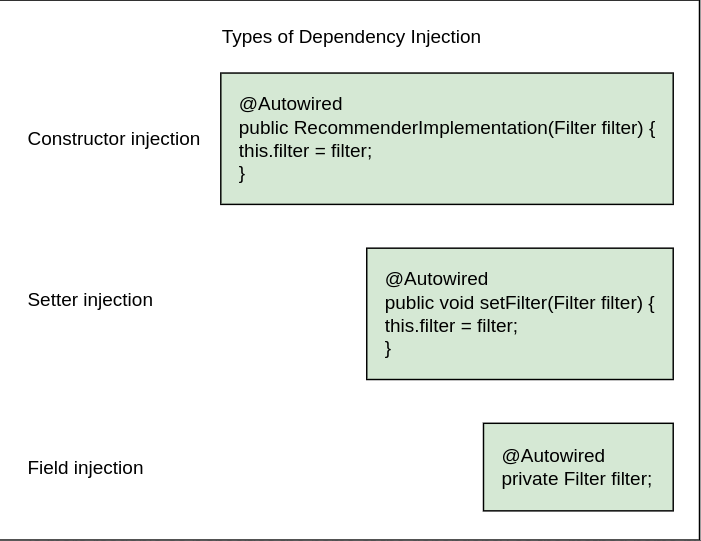 Types of Dependency Injection
Constructor injection
@Autowired
public RecommenderImplementation(Filter filter) {
this.filter = filter;
}
Setter injection
@Autowired
public void setFilter(Filter filter) {
this.filter = filter;
}
Field injection
@Autowired
private Filter filter;